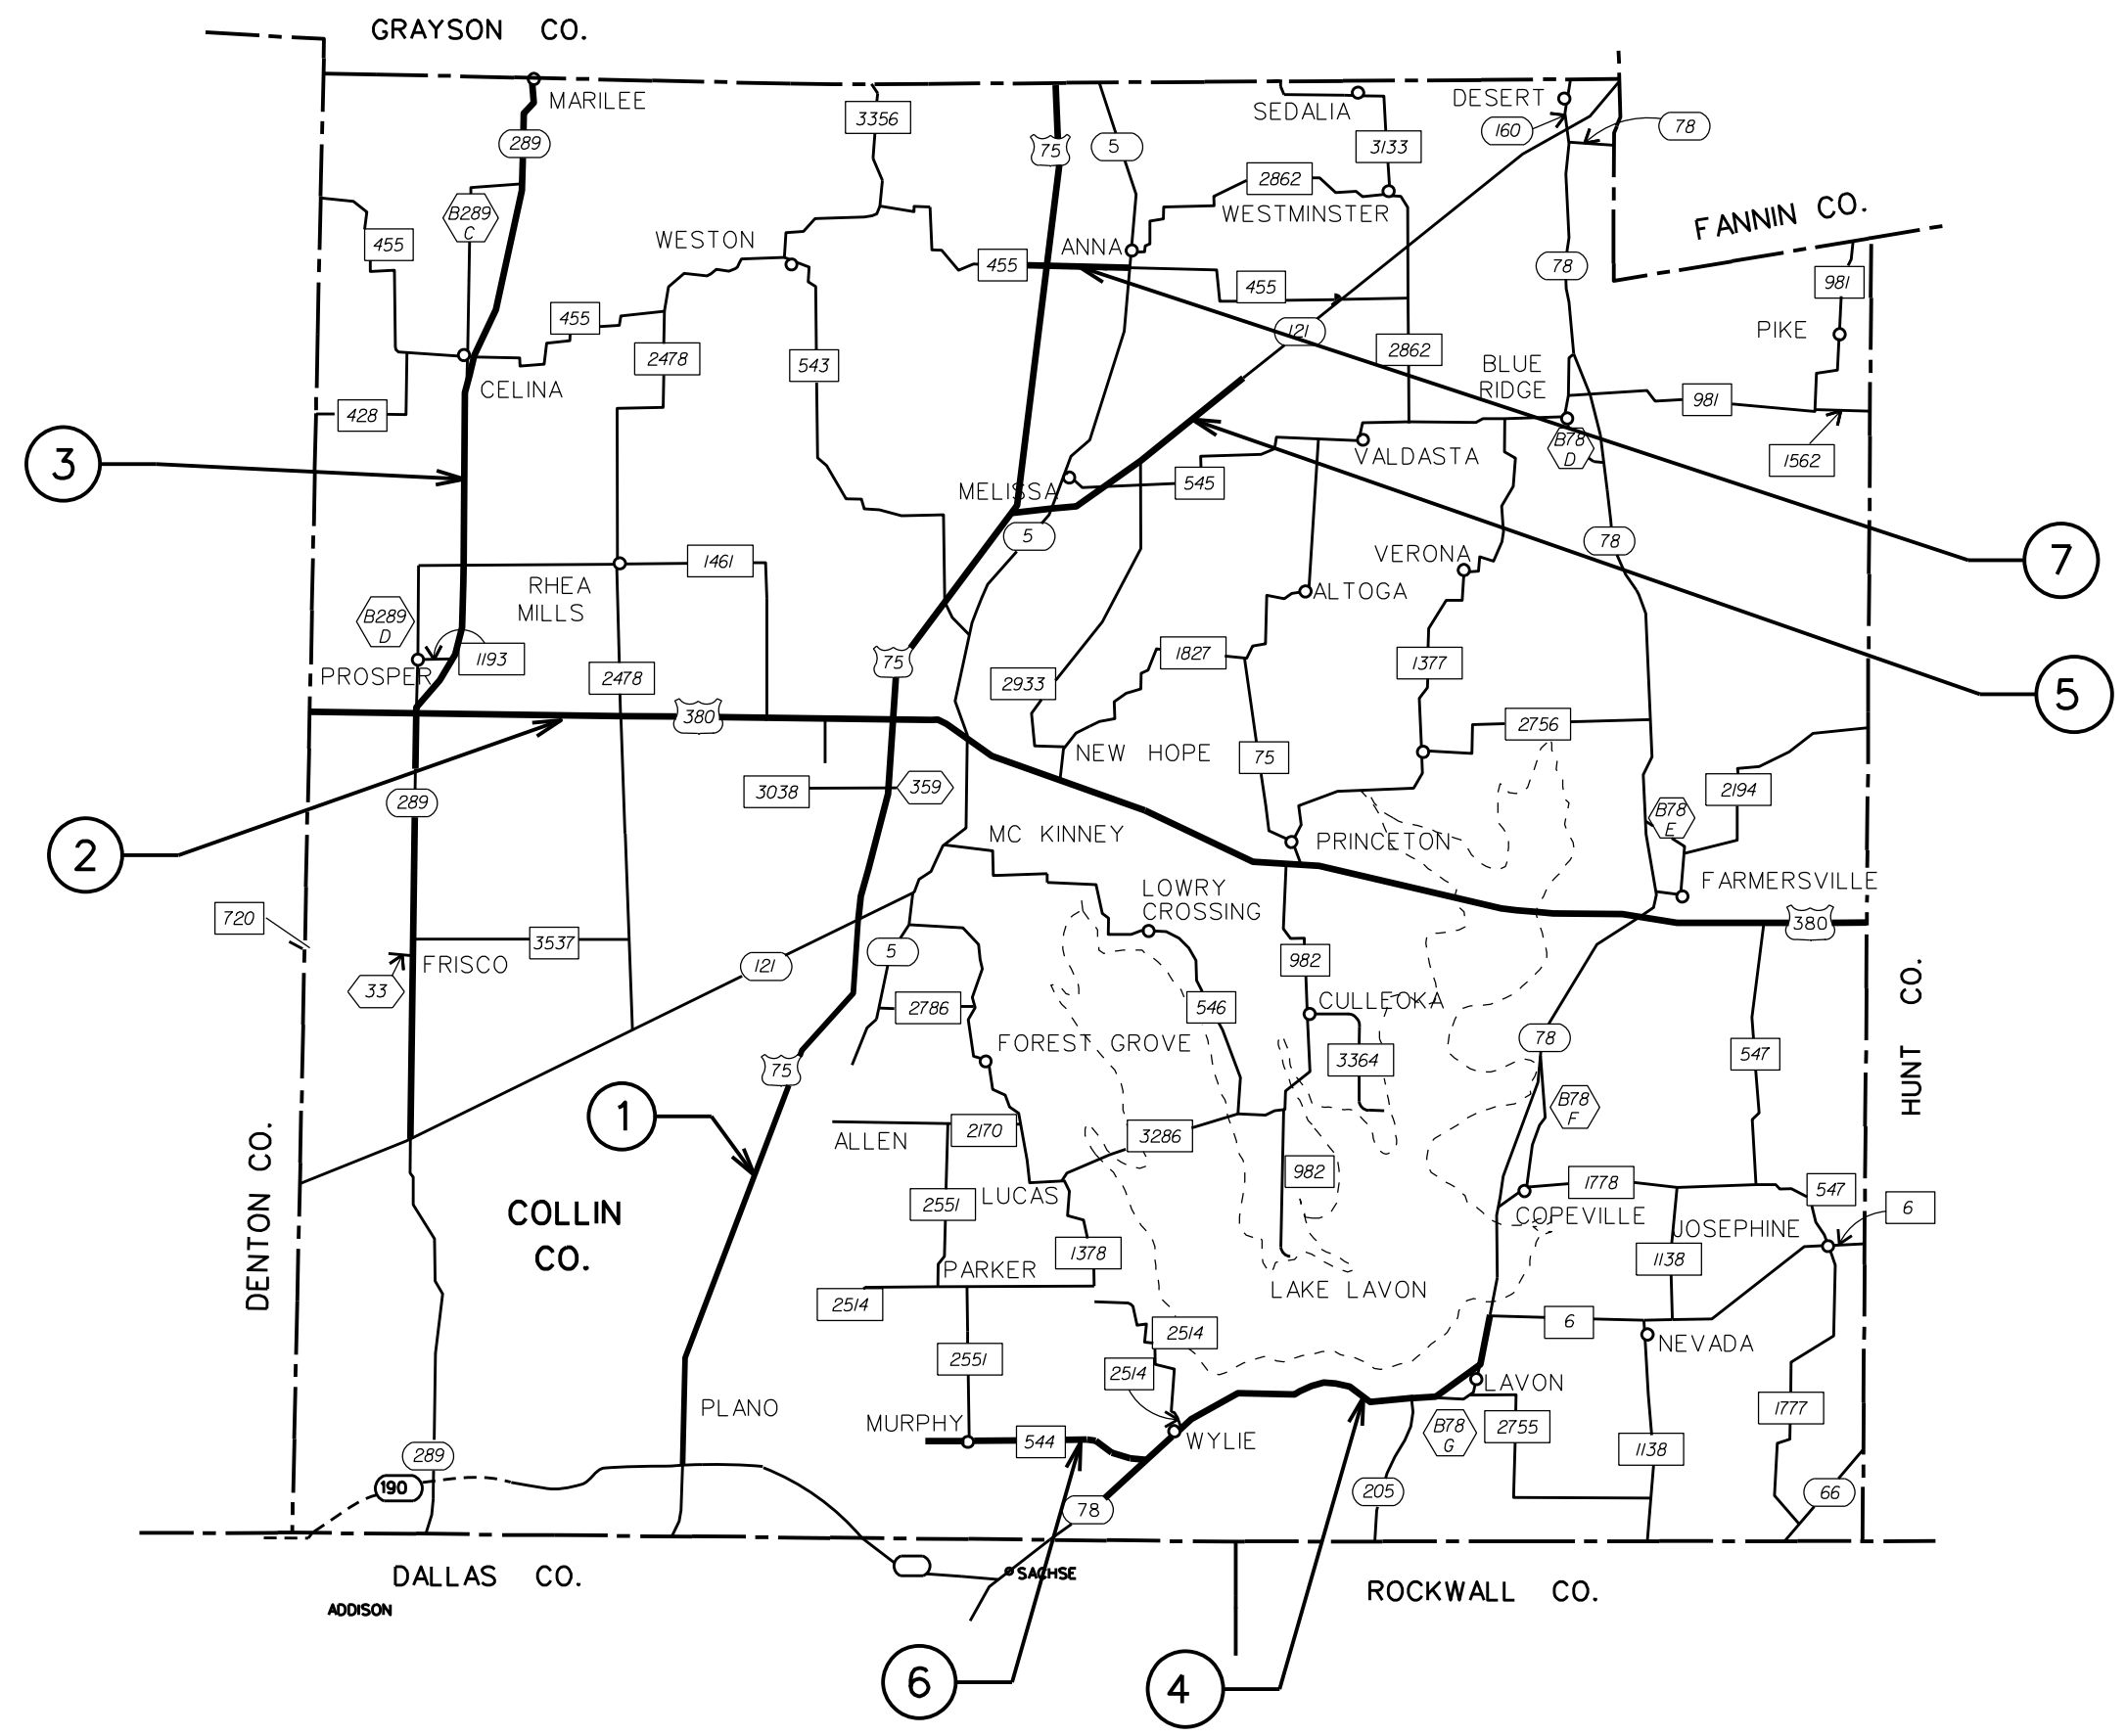 GRAYSON CO.
MARILEE
3356
SEDALIA
DESERT
289
75
5
3133
160
78
2862
B289
C
WESTMINSTER
FANNIN CO.
455
WESTON
ANNA
455
78
981
455
455
121
PIKE
2478
543
2862
BLUE
RIDGE
CELINA
981
428
3
B78
D
VALDASTA
1562
MELISSA
545
5
78
1461
VERONA
7
RHEA
MILLS
ALTOGA
B289
D
1193
75
1827
1377
PROSPER
2478
2933
5
380
2756
NEW HOPE
75
3038
359
2194
289
B78
E
MC KINNEY
PRINCETON
2
LOWRY
CROSSING
FARMERSVILLE
720
380
3537
5
982
FRISCO
121
33
2786
546
CULLEOKA
HUNT CO.
FOREST GROVE
78
3364
547
75
1
B78
F
ALLEN
2170
3286
DENTON CO.
982
1778
547
2551
LUCAS
6
COLLIN
CO.
COPEVILLE
JOSEPHINE
1378
1138
PARKER
LAKE LAVON
2514
6
2514
NEVADA
2551
2514
LAVON
PLANO
1777
MURPHY
B78
G
2755
544
WYLIE
1138
289
190
205
66
78
DALLAS CO.
SACHSE
ROCKWALL CO.
ADDISON
6
4